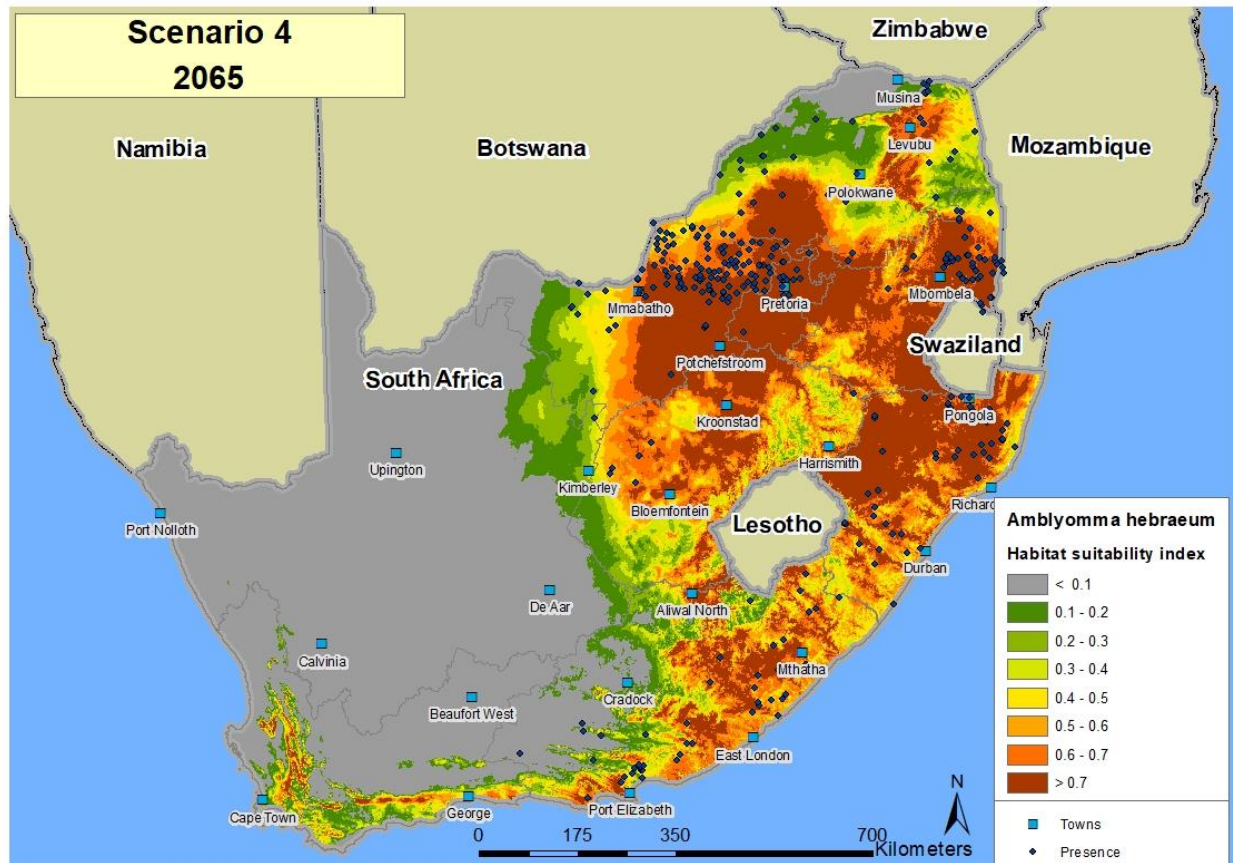 Scenario 4
2065
Zimbabwe
Musina
Namibia
Botswana
Levubu
Mozambique
Polokwane
Mmabatho
Pretoria
Mbombela
Swaziland
South Africa
Potchefstroom
Kroonstad
Pongola
Upington
Kimberley
Harrismith
Bloemfontein
Richard
Port Nolloth
Lesotho
Durban
De Aar
Aliwal North
Calvinia
Mthatha
Cradock
Beaufort West
East London
Cape Town
George
Port Elizabeth
Amblyomma hebraeum
Habitat suitability index
< 0.1
0.1 - 0.2
0.2 - 0.3
0.3 - 0.4
0.4 - 0.5
0.5 - 0.6
0.6 - 0.7
> 0.7
Towns
Presence
N
0 175 350 700
Kilometers